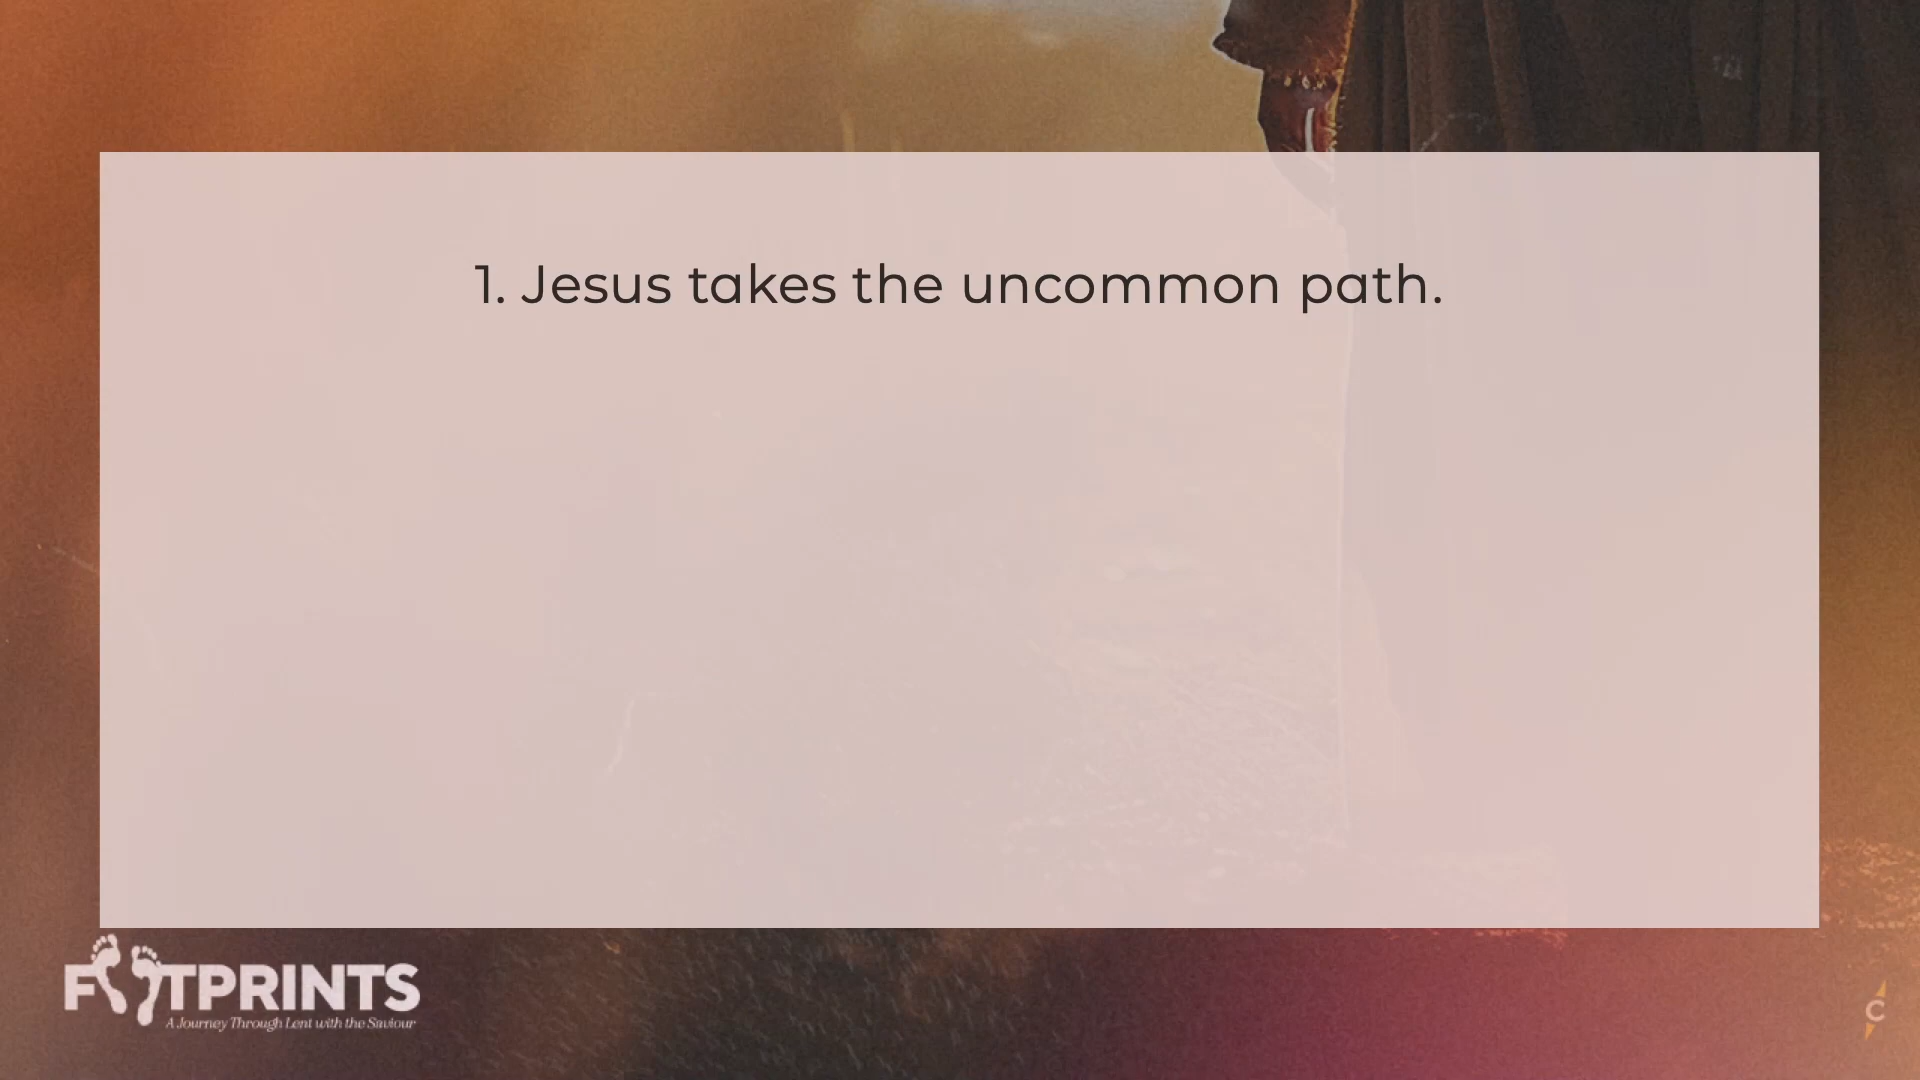 1. Jesus takes the uncommon path.
FOOTPRINTS
A Journey Through Lent with the Saviour
C